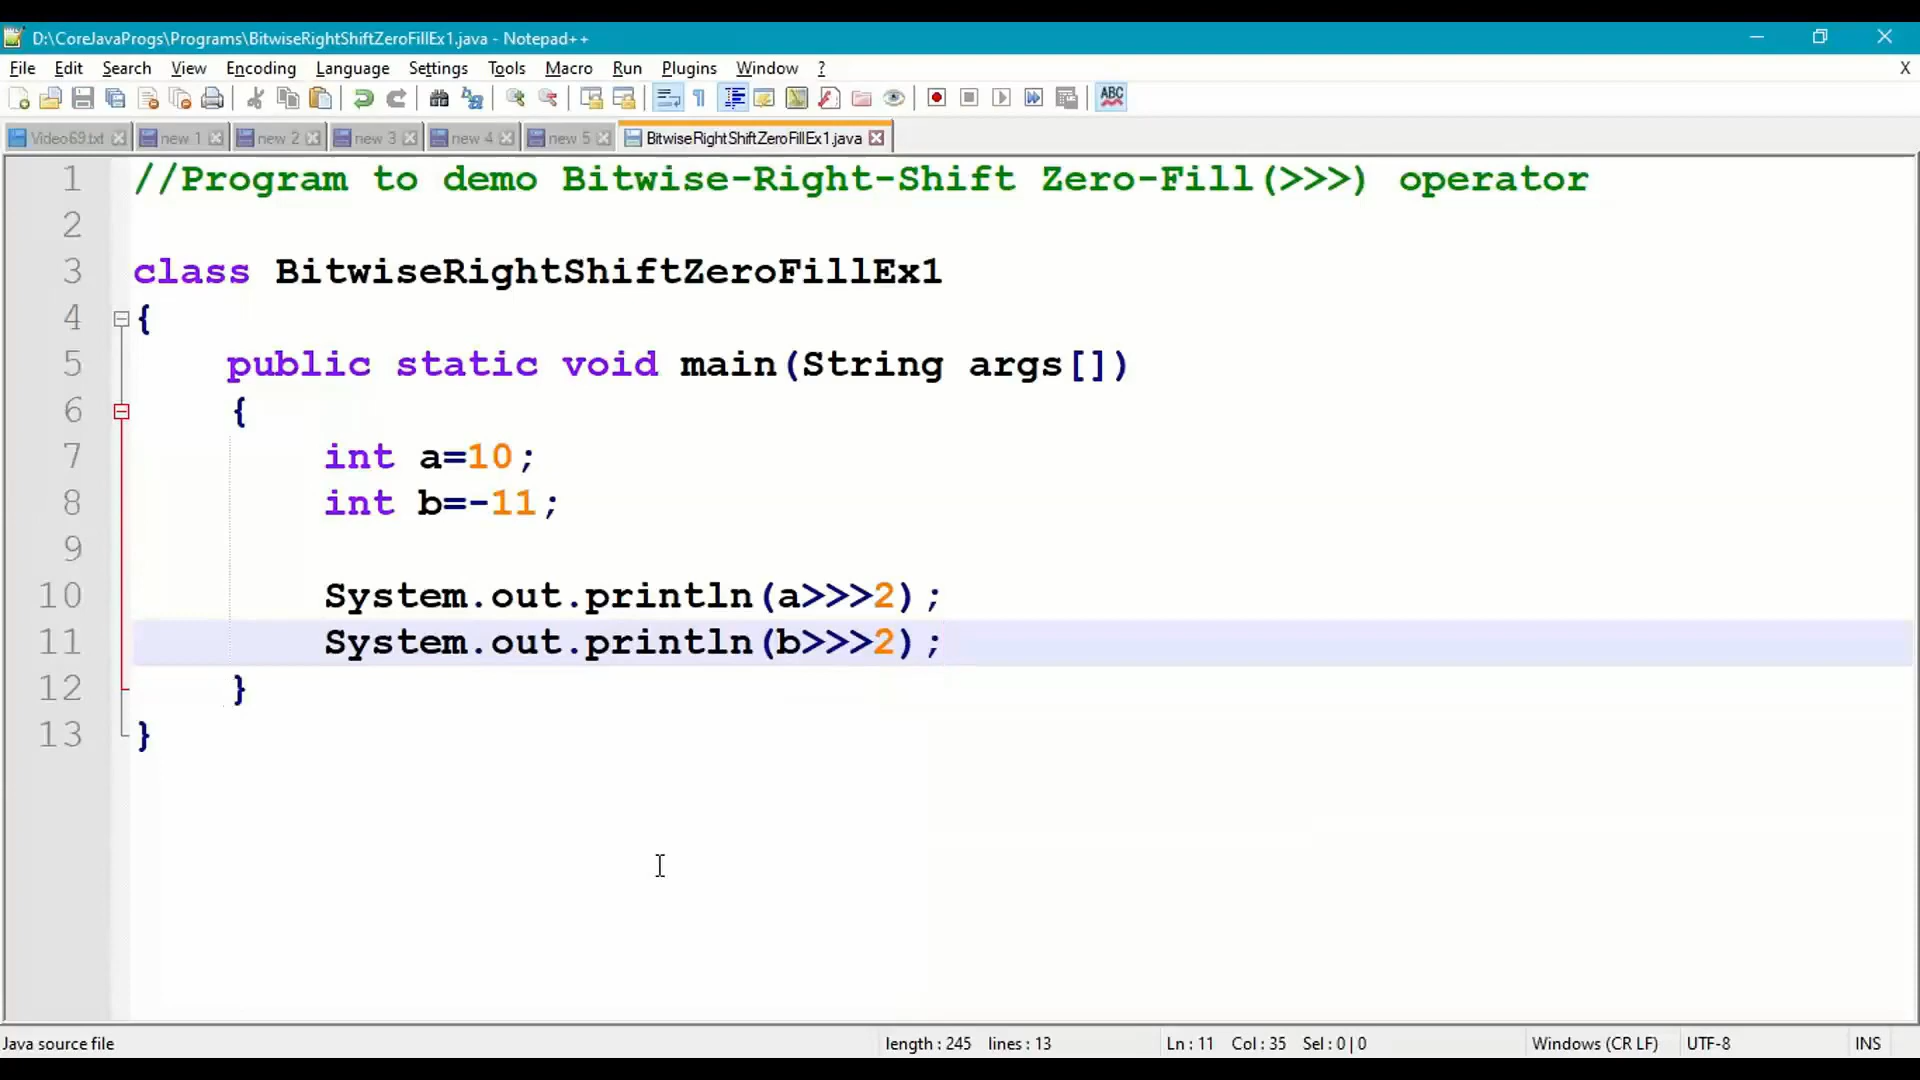 D:\CoreJavaProgs\Programs\BitwiseRightShiftZeroFillEx1.java - Notepad++
File Edit Search View Encoding Language Settings Tools Macro Run Plugins Window ? X
ABC
Video69.txt new 1 new 2 new 3 new 4 new 5 BitwiseRightShiftZeroFillEx1.java
1 //Program to demo Bitwise-Right-Shift Zero-Fill(>>>) operator
2
3 class BitwiseRightShiftZeroFillEx1
4 {
5 public static void main(String args[])
6 {
7 int a=10;
8 int b=-11;
9
10 System.out.println(a>>>2);
11 System.out.println(b>>>2);
12 }
13 }
Java source file length : 245 lines : 13 Ln : 11 Col : 35 Sel : 0 | 0 Windows (CR LF) UTF-8 INS